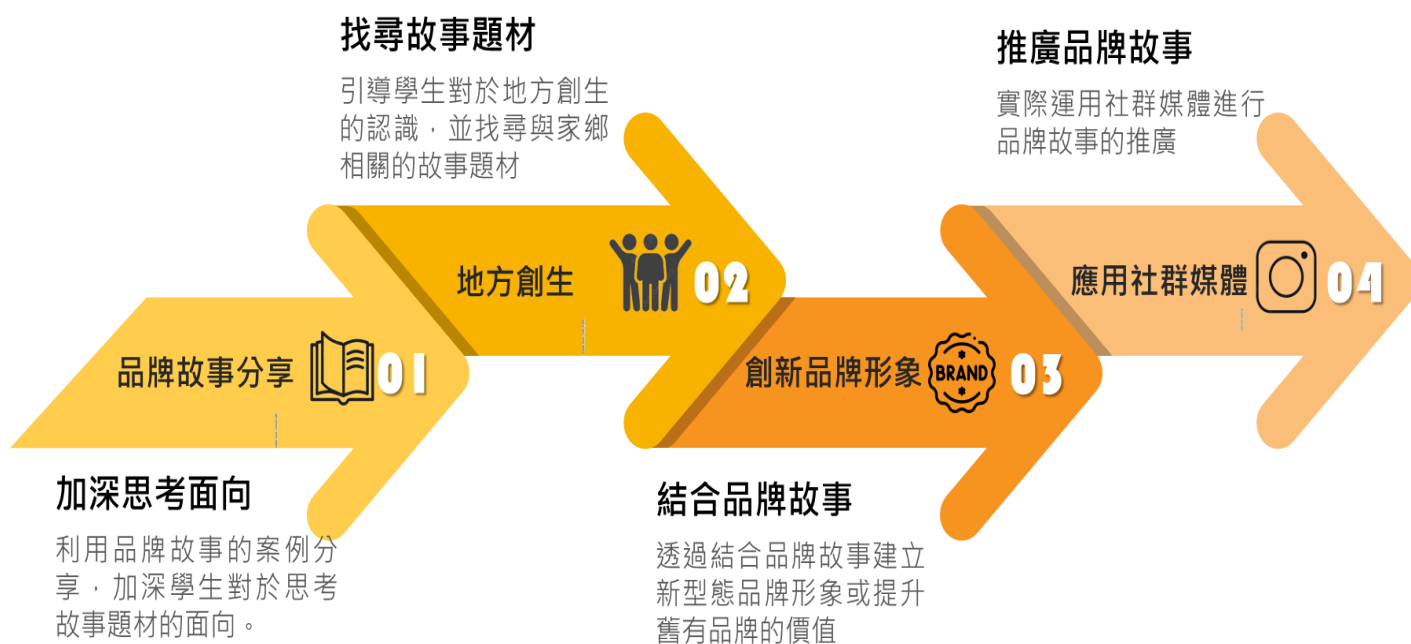 找尋故事題材
引導學生對於地方創生
的認識，並找尋與家鄉
相關的故事題材
推廣品牌故事
實際運用社群媒體進行
品牌故事的推廣
品牌故事分享 01
地方創生 02
創新品牌形象 BRAND 03
應用社群媒體 04
加深思考面向
利用品牌故事的案例分
享，加深學生對於思考
故事題材的面向。
結合品牌故事
透過結合品牌故事建立
新型態品牌形象或提升
舊有品牌的價值